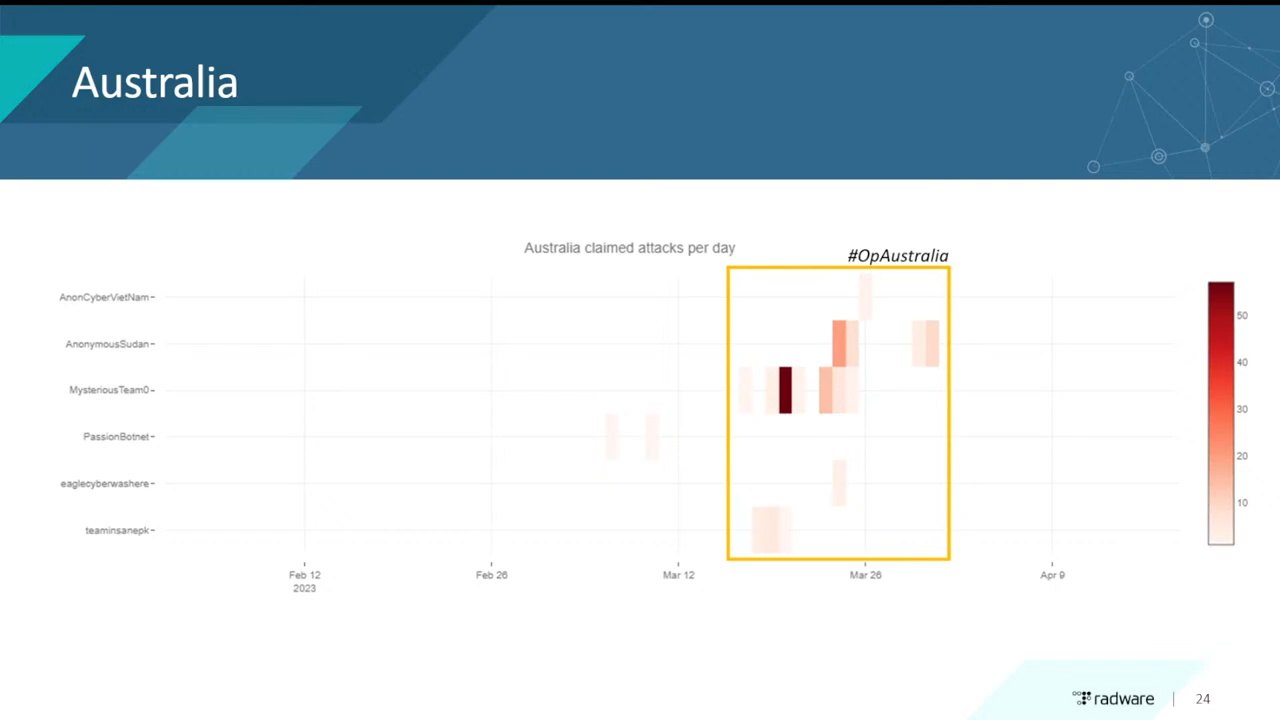 Australia
Australia claimed attacks per day
#OpAustralia
AnonCyberVietNam
AnonymousSudan
MysteriousTeam0
PassionBotnet
eaglecyberwashere
teaminsanepk
50
40
30
20
10
Feb 12
2023
Feb 26
Mar 12
Mar 26
Apr 9
radware
24